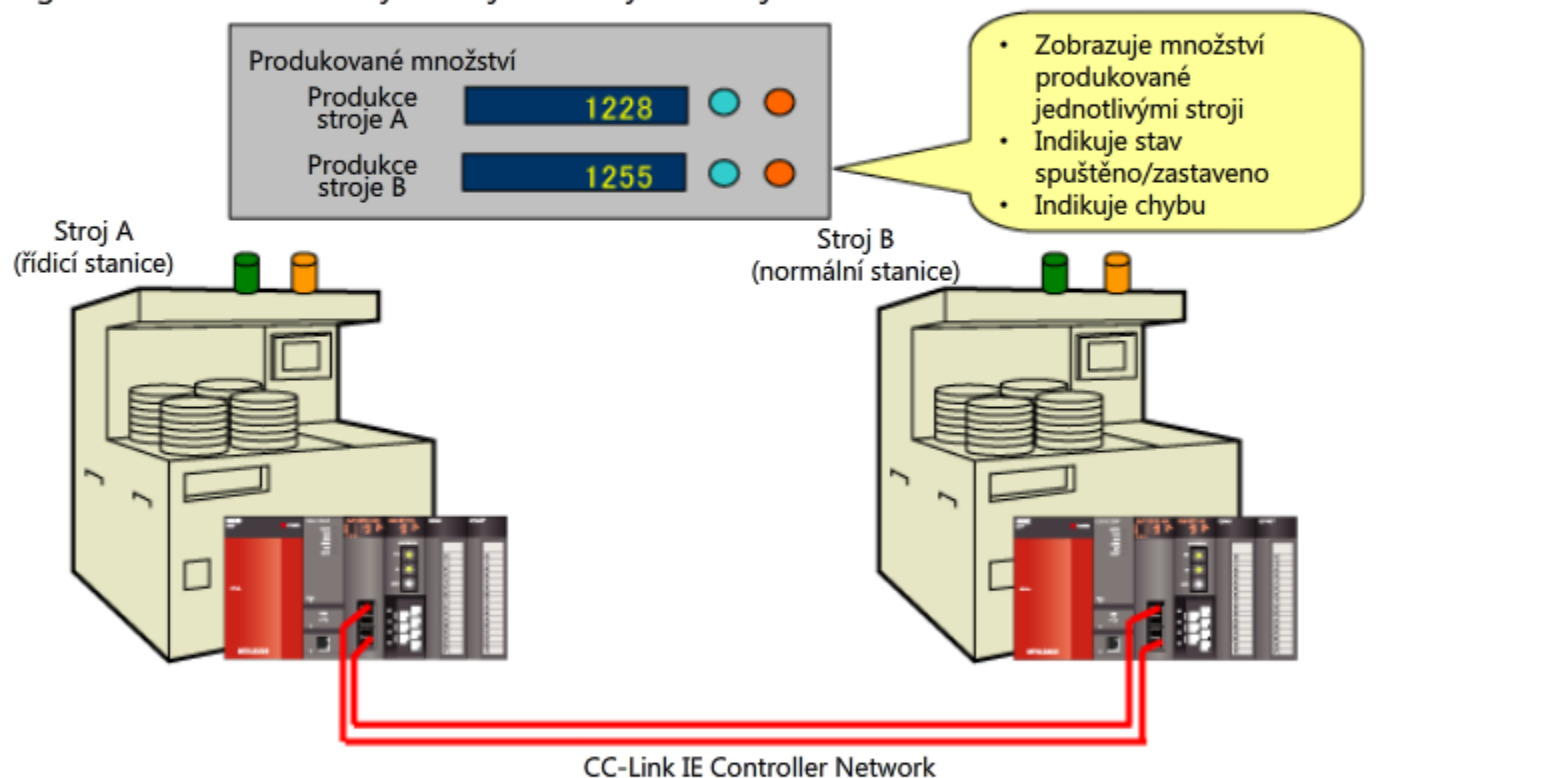 Produkované množství
Produkce
stroje A
1228
Produkce
stroje B
1255
• Zobrazuje množství
produkované
jednotlivými stroji
• Indikuje stav
spuštěno/zastaveno
• Indikuje chybu
Stroj A
(řídicí stanice)
Stroj B
(normální stanice)
CC-Link IE Controller Network